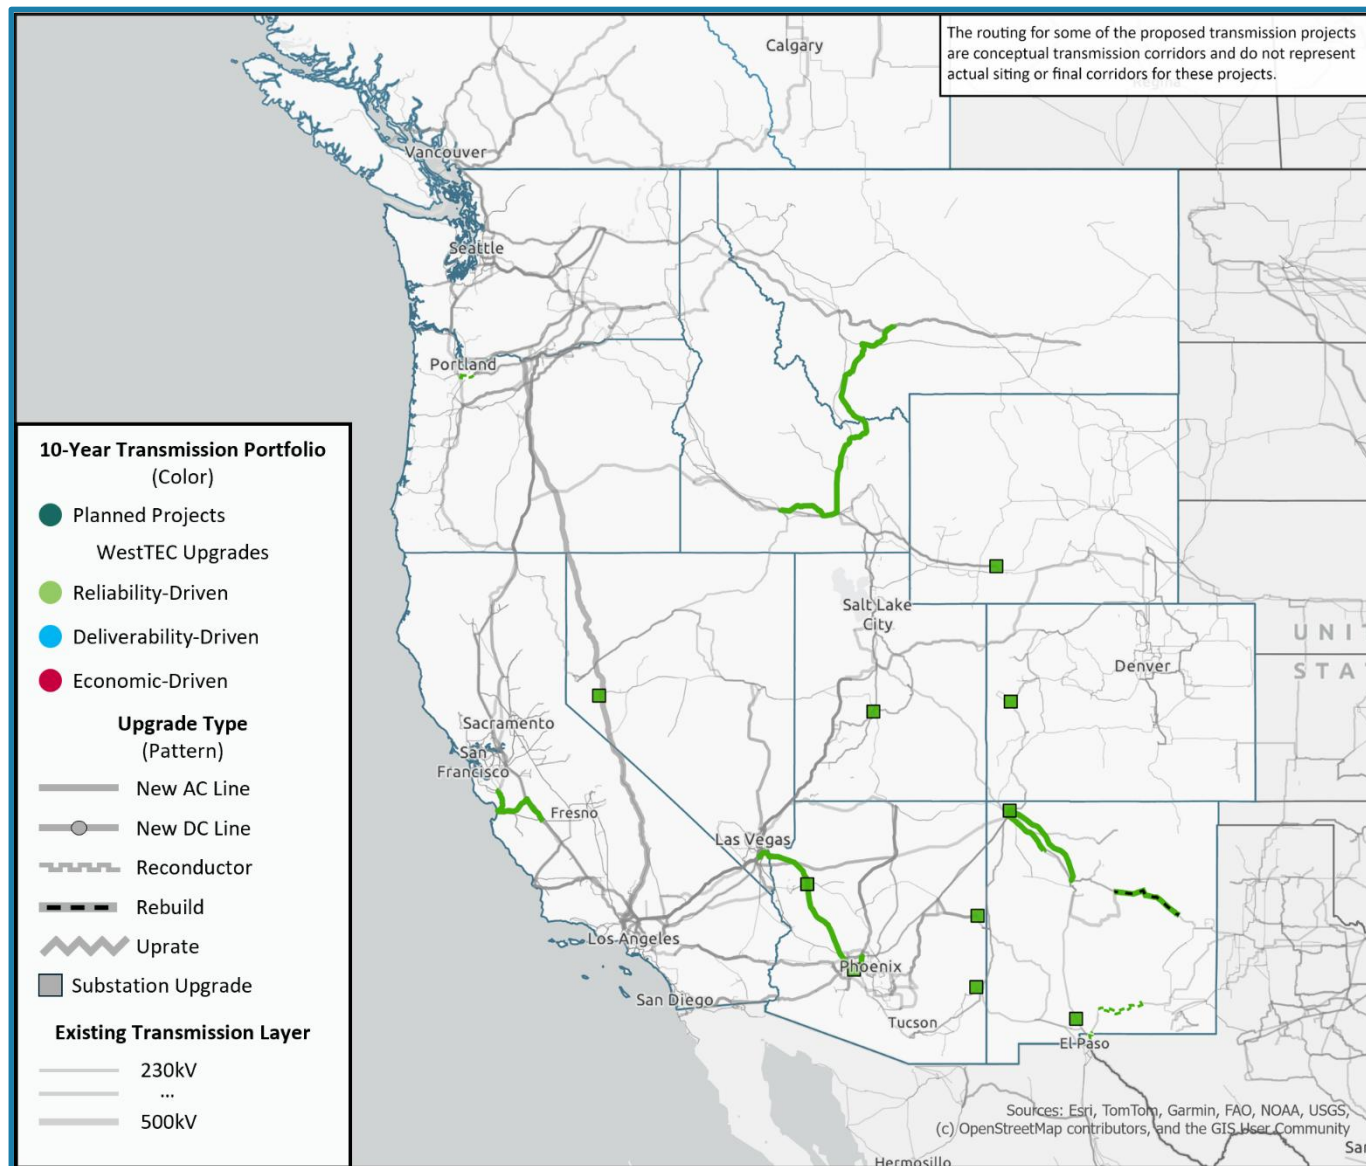 The routing for some of the proposed transmission projects
are conceptual transmission corridors and do not represent
actual siting or final corridors for these projects.
Calgary
Vancouver
Seattle
Portland
Salt Lake
City
UNIT
STA
Denver
Sacramento
San
Francisco
Fresno
Las Vegas
Los Angeles
Phoenix
San Diego
Tucson
El Paso
Hermosillo
San
10-Year Transmission Portfolio
(Color)
Planned Projects
WestTEC Upgrades
Reliability-Driven
Deliverability-Driven
Economic-Driven
Upgrade Type
(Pattern)
New AC Line
New DC Line
Reconductor
Rebuild
Uprate
Substation Upgrade
Existing Transmission Layer
230kV
...
500kV
Sources: Esri, TomTom, Garmin, FAO, NOAA, USGS,
(c) OpenStreetMap contributors, and the GIS User Community